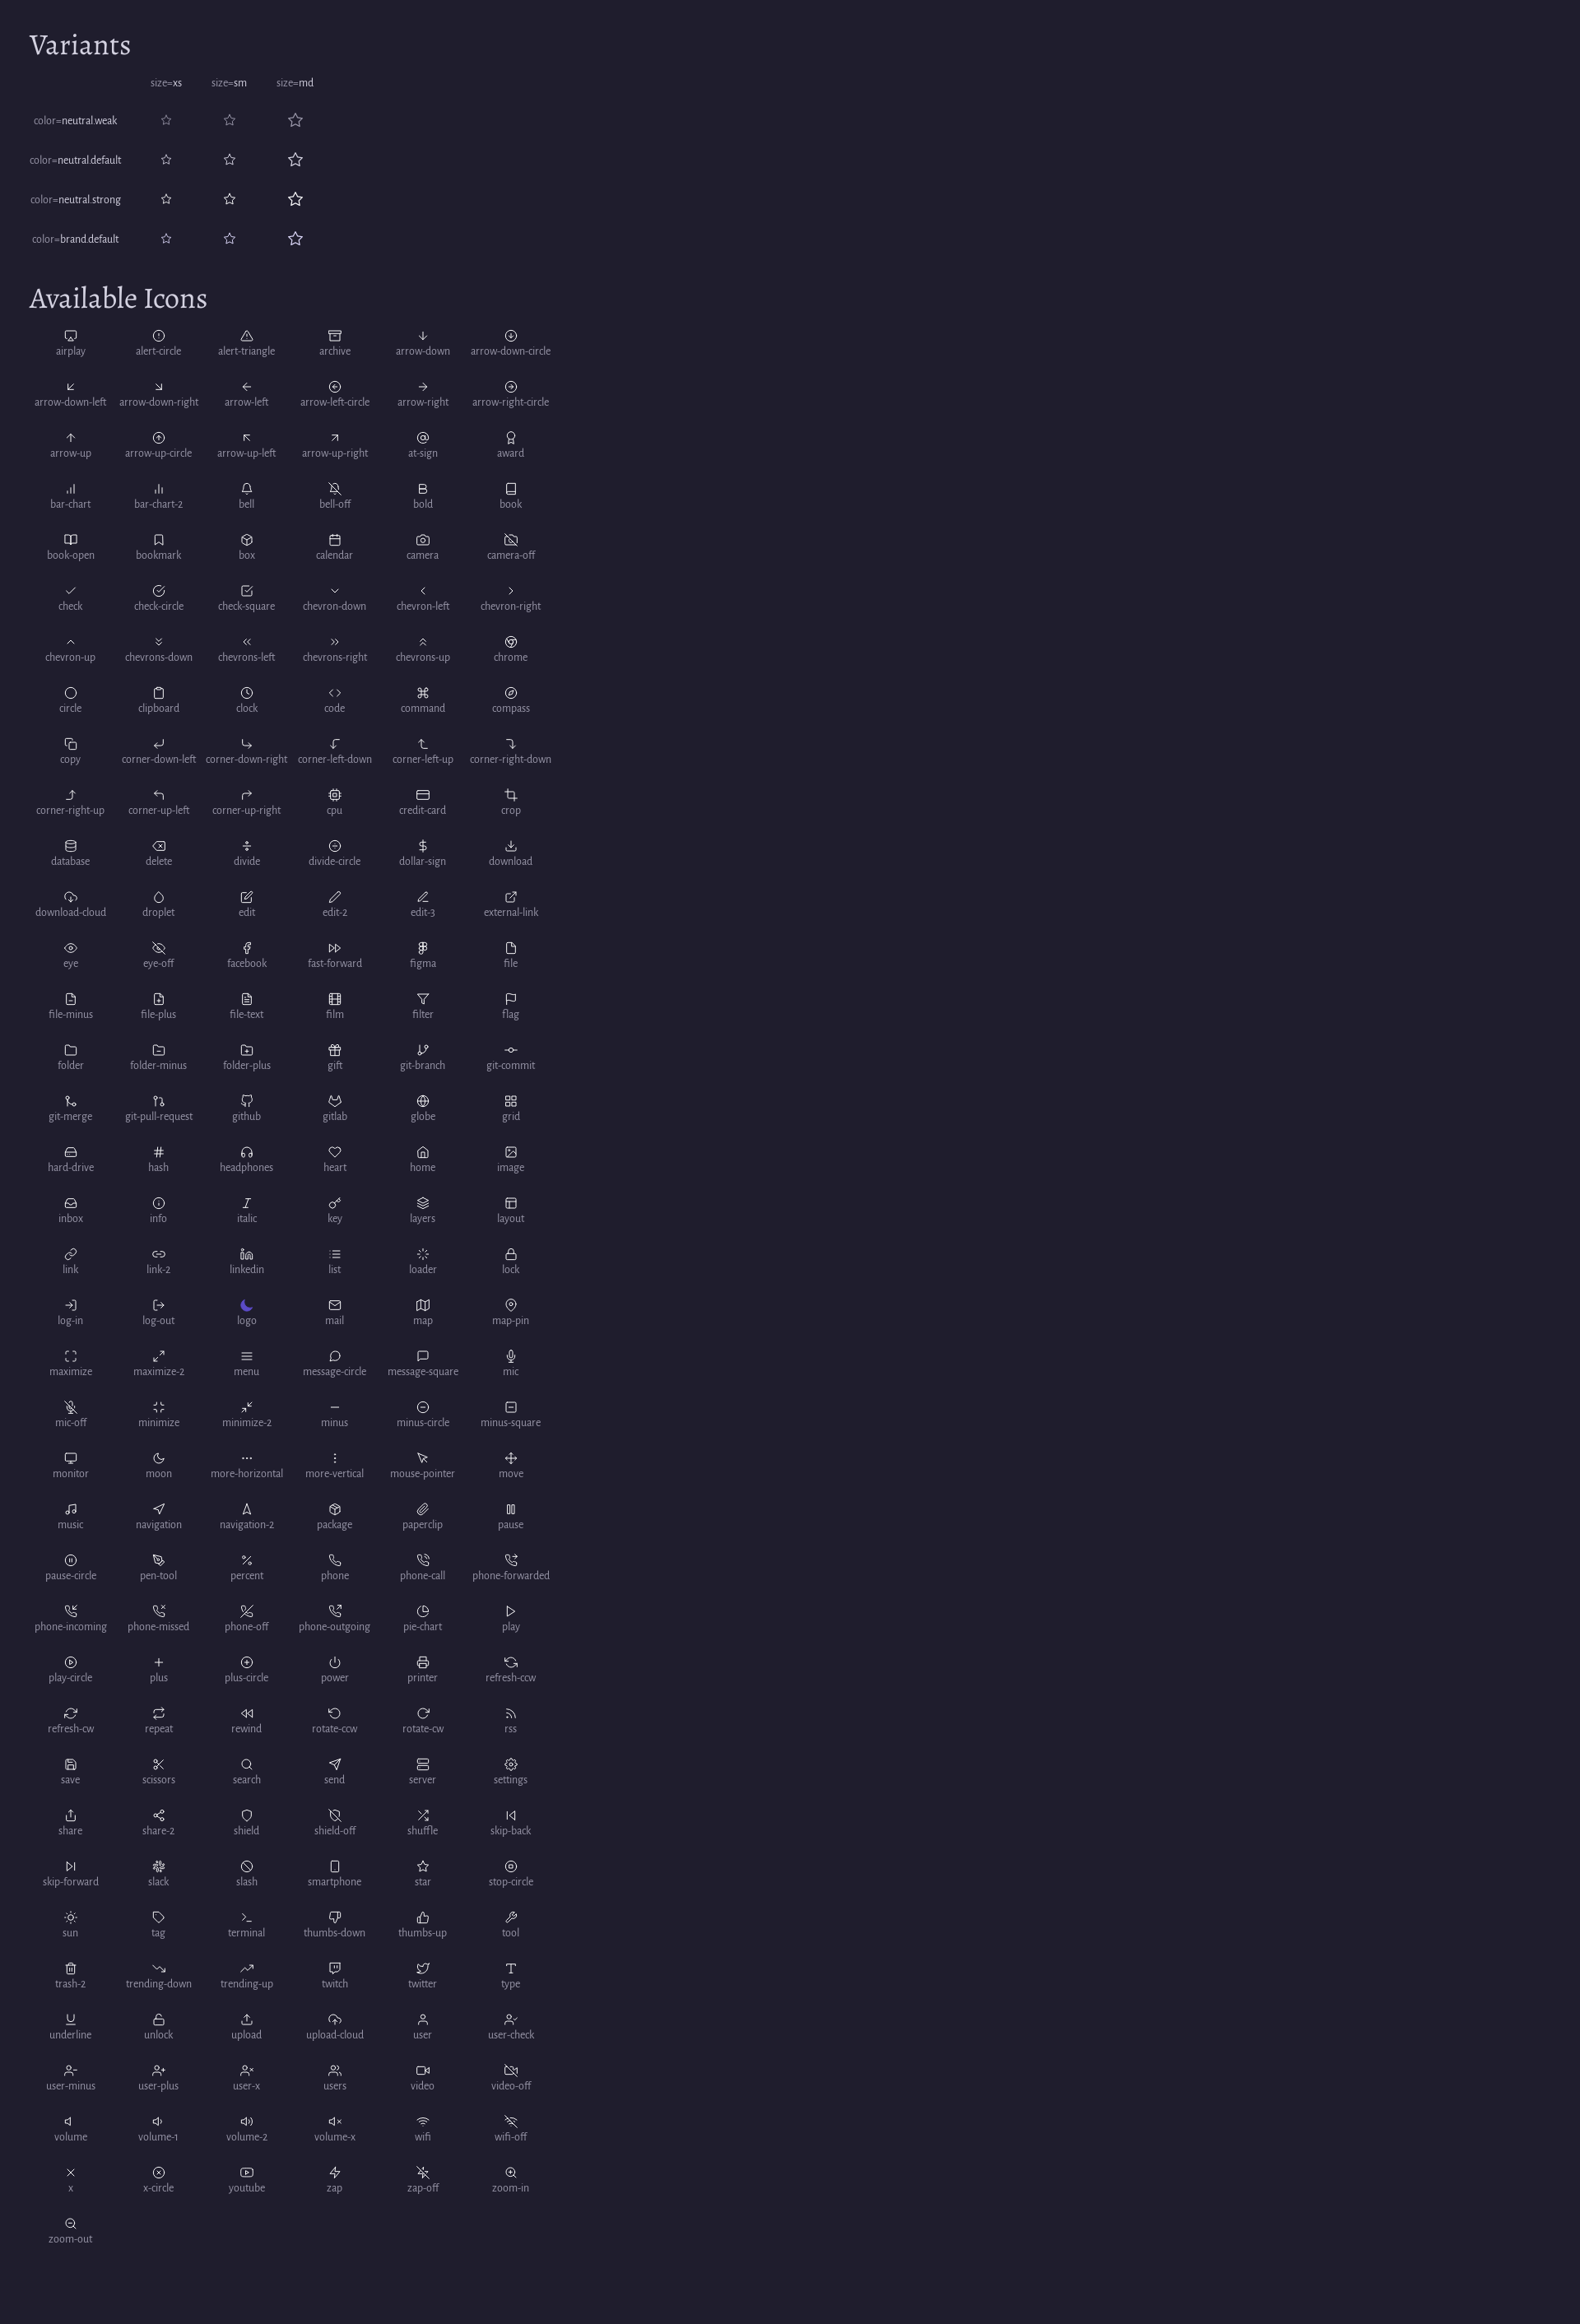 Variants
size=xs size=sm size=md
color=neutral.weak
color=neutral.default
color=neutral.strong
color=brand.default
Available Icons
airplay alert-circle alert-triangle archive arrow-down arrow-down-circle
arrow-down-left arrow-down-right arrow-left arrow-left-circle arrow-right arrow-right-circle
arrow-up arrow-up-circle arrow-up-left arrow-up-right at-sign award
bar-chart bar-chart-2 bell bell-off bold book
book-open bookmark box calendar camera camera-off
check check-circle check-square chevron-down chevron-left chevron-right
chevron-up chevrons-down chevrons-left chevrons-right chevrons-up chrome
circle clipboard clock code command compass
copy corner-down-left corner-down-right corner-left-down corner-left-up corner-right-down
corner-right-up corner-up-left corner-up-right cpu credit-card crop
database delete divide divide-circle dollar-sign download
download-cloud droplet edit edit-2 edit-3 external-link
eye eye-off facebook fast-forward figma file
file-minus file-plus file-text film filter flag
folder folder-minus folder-plus gift git-branch git-commit
git-merge git-pull-request github gitlab globe grid
hard-drive hash headphones heart home image
inbox info italic key layers layout
link link-2 linkedin list loader lock
log-in log-out logo mail map map-pin
maximize maximize-2 menu message-circle message-square mic
mic-off minimize minimize-2 minus minus-circle minus-square
monitor moon more-horizontal more-vertical mouse-pointer move
music navigation navigation-2 package paperclip pause
pause-circle pen-tool percent phone phone-call phone-forwarded
phone-incoming phone-missed phone-off phone-outgoing pie-chart play
play-circle plus plus-circle power printer refresh-ccw
refresh-cw repeat rewind rotate-ccw rotate-cw rss
save scissors search send server settings
share share-2 shield shield-off shuffle skip-back
skip-forward slack slash smartphone star stop-circle
sun tag terminal thumbs-down thumbs-up tool
trash-2 trending-down trending-up twitch twitter type
underline unlock upload upload-cloud user user-check
user-minus user-plus user-x users video video-off
volume volume-1 volume-2 volume-x wifi wifi-off
x x-circle youtube zap zap-off zoom-in
zoom-out